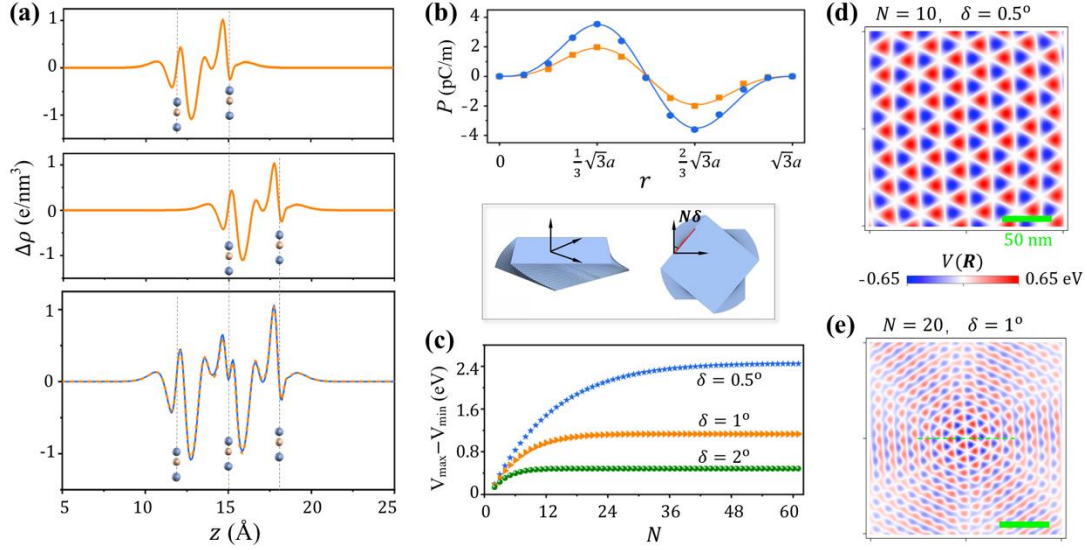 (a)
1
0
-1
1
0
-1
1
0
-1
Δρ (e/nm³)
5 10 15 20 25
z (Å)
(b)
4
2
0
-2
-4
P (pC/m)
0 1/3 √3a 2/3 √3a √3a
r
Nδ
(c)
2.4
1.6
0.8
0.0
V_max − V_min (eV)
δ = 0.5°
δ = 1°
δ = 2°
0 12 24 36 48 60
N
(d) N = 10, δ = 0.5°
50 nm
V(R)
-0.65 0.65 eV
(e) N = 20, δ = 1°